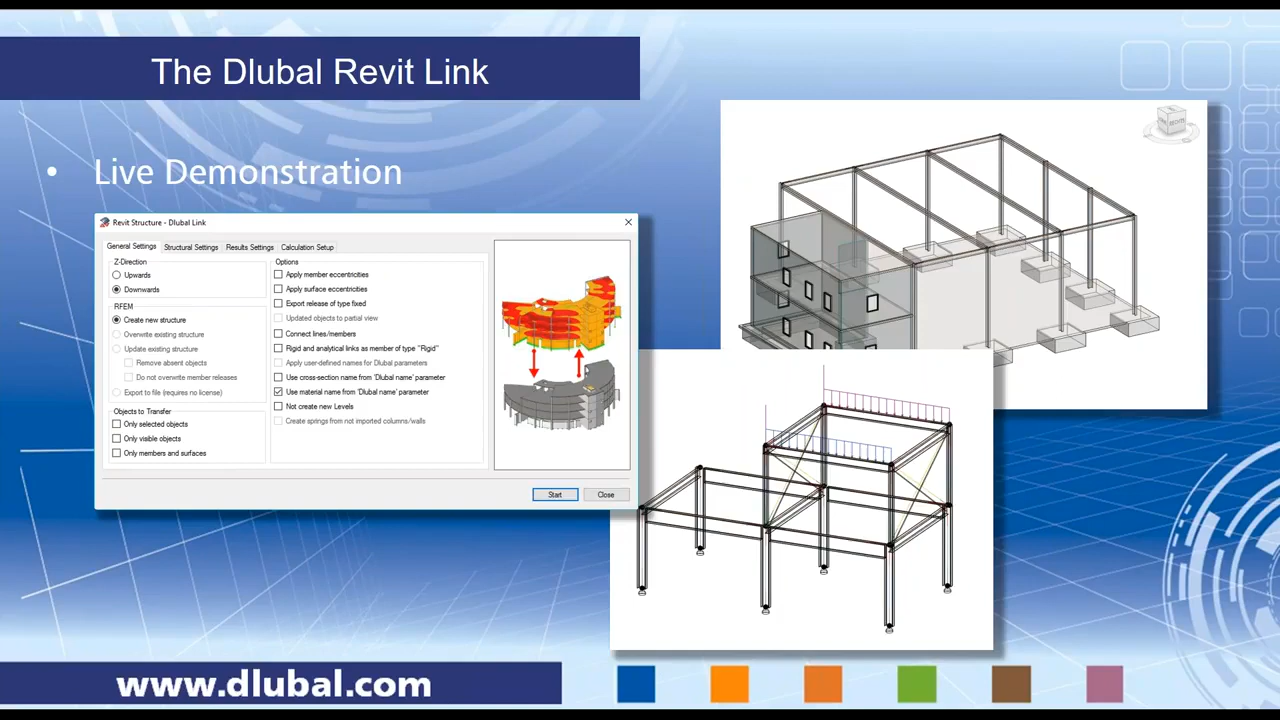 The Dlubal Revit Link
• Live Demonstration
Revit Structure - Dlubal Link
General Settings
Structural Settings
Results Settings
Calculation Setup
Z-Direction
Upwards
Downwards
RFEM
Create new structure
Overwrite existing structure
Update existing structure
Remove absent objects
Do not overwrite member releases
Export to file (requires no license)
Objects to Transfer
Only selected objects
Only visible objects
Only members and surfaces
Options
Apply member eccentricities
Apply surface eccentricities
Export release of type fixed
Updated objects to partial view
Connect lines/members
Rigid and analytical links as member of type "Rigid"
Apply user-defined names for Dlubal parameters
Use cross-section name from 'Dlubal name' parameter
Use material name from 'Dlubal name' parameter
Not create new Levels
Create springs from not imported columns/walls
Start
Close
www.dlubal.com